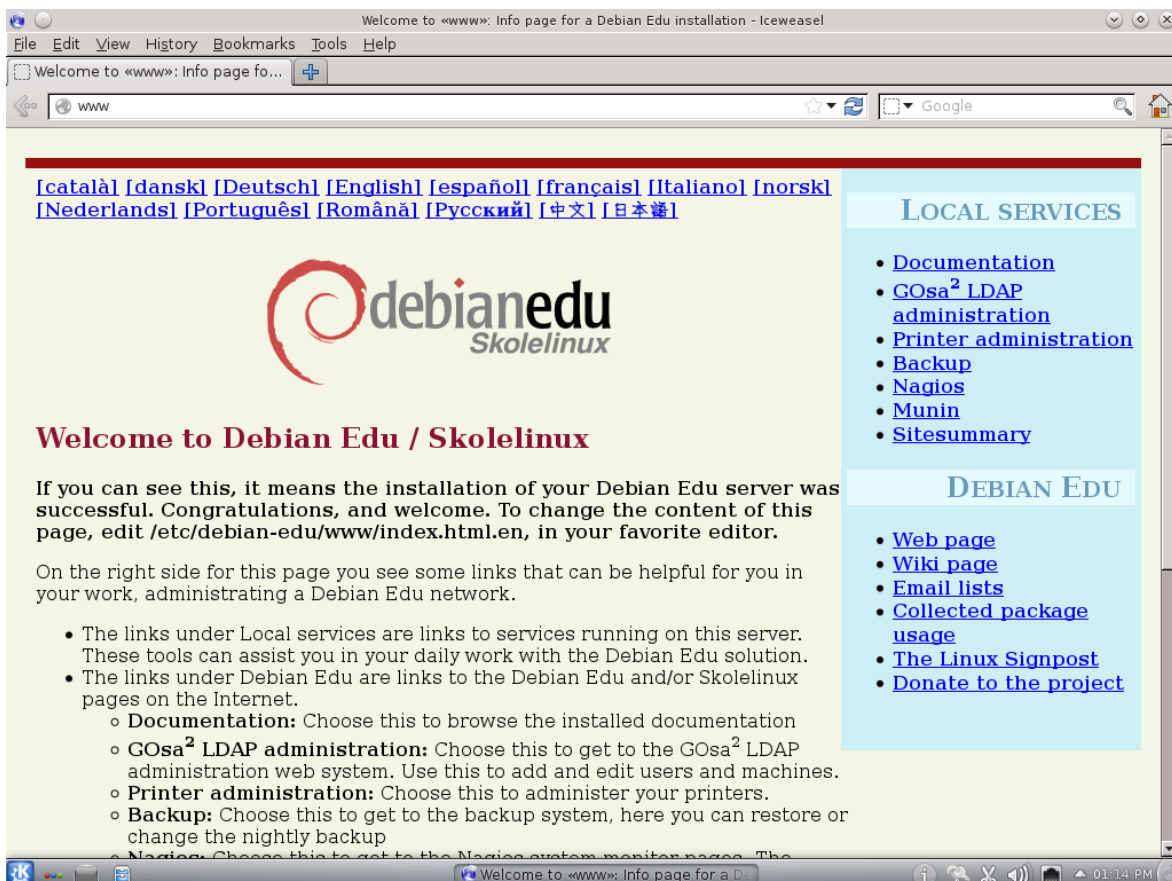 Welcome to «www»: Info page for a Debian Edu installation - Iceweasel
File Edit View History Bookmarks Tools Help
Welcome to «www»: Info page fo...
www
Google
[català] [dansk] [Deutsch] [English] [español] [français] [Italiano] [norsk]
[Nederlands] [Português] [Română] [Русский] [中文] [日本語]
debianedu
Skolelinux
Welcome to Debian Edu / Skolelinux
If you can see this, it means the installation of your Debian Edu server was
successful. Congratulations, and welcome. To change the content of this
page, edit /etc/debian-edu/www/index.html.en, in your favorite editor.
On the right side for this page you see some links that can be helpful for you in
your work, administrating a Debian Edu network.
• The links under Local services are links to services running on this server.
These tools can assist you in your daily work with the Debian Edu solution.
• The links under Debian Edu are links to the Debian Edu and/or Skolelinux
pages on the Internet.
◦ Documentation: Choose this to browse the installed documentation
◦ GOsa² LDAP administration: Choose this to get to the GOsa² LDAP
administration web system. Use this to add and edit users and machines.
◦ Printer administration: Choose this to administer your printers.
◦ Backup: Choose this to get to the backup system, here you can restore or
change the nightly backup
◦ Nagios: Choose this to get to the Nagios system monitor pages. The
LOCAL SERVICES
• Documentation
• GOsa² LDAP
administration
• Printer administration
• Backup
• Nagios
• Munin
• Sitesummary
DEBIAN EDU
• Web page
• Wiki page
• Email lists
• Collected package
usage
• The Linux Signpost
• Donate to the project
Welcome to «www»: Info page for a De
01:14 PM